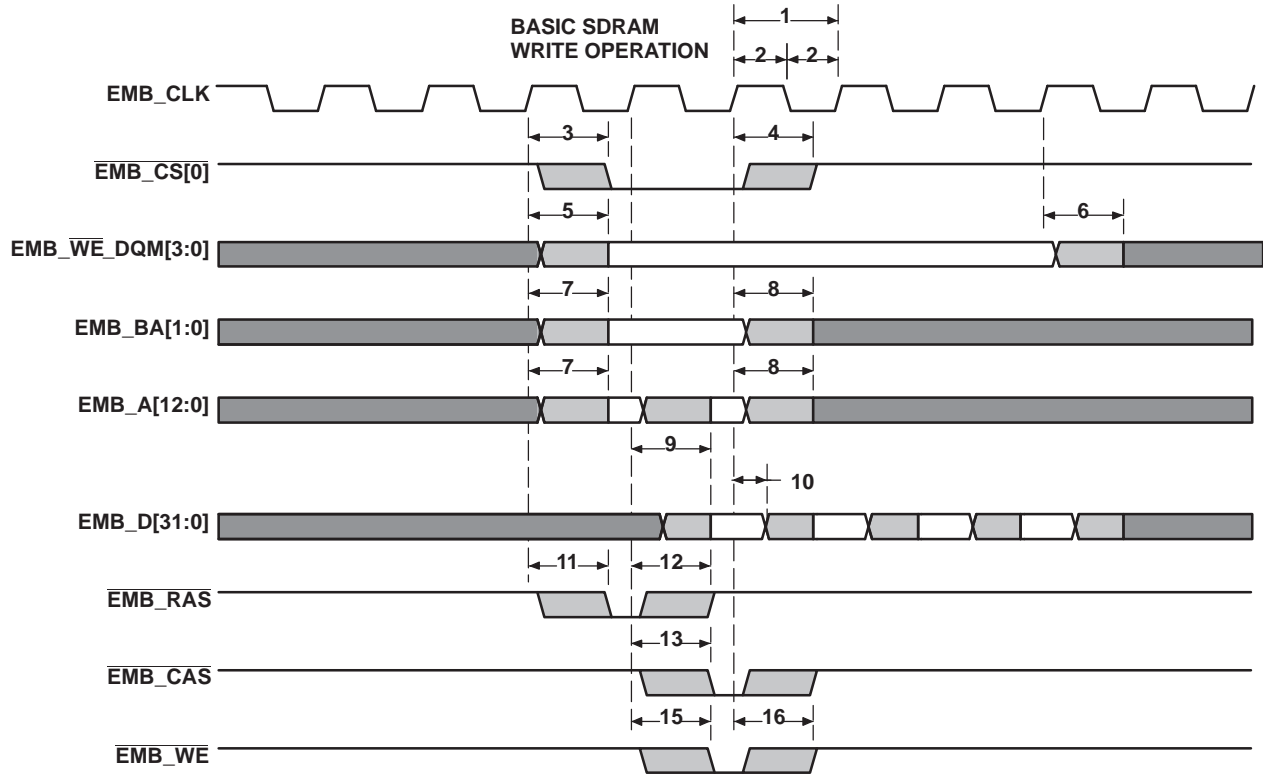 1
BASIC SDRAM
WRITE OPERATION
2 2
EMB_CLK
3 4
EMB_CS[0]
5 6
EMB_WE_DQM[3:0]
7 8
EMB_BA[1:0]
7 8
EMB_A[12:0]
9
10
EMB_D[31:0]
11 12
EMB_RAS
13
EMB_CAS
15 16
EMB_WE